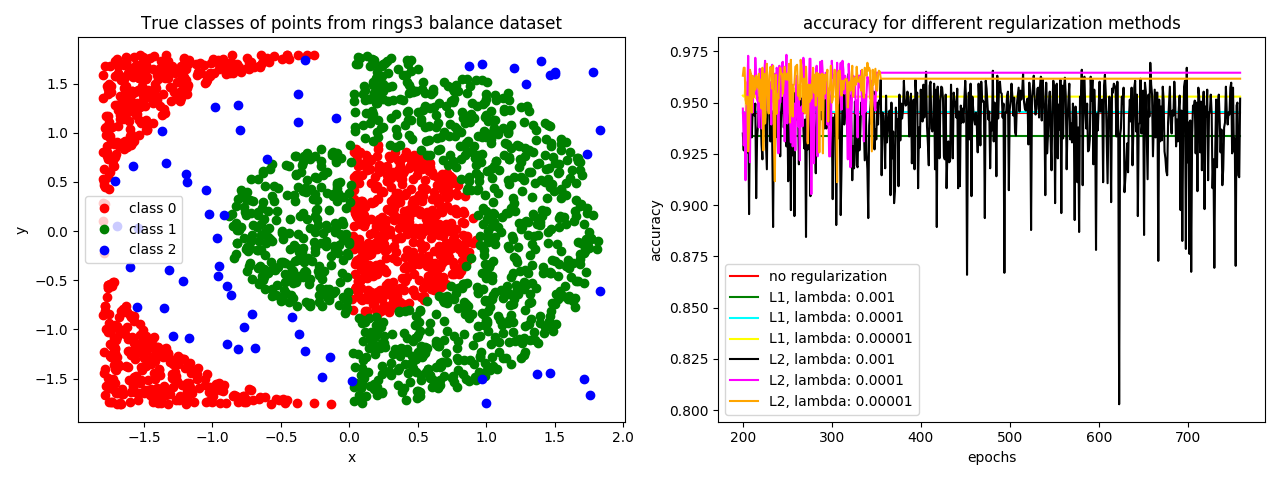 True classes of points from rings3 balance dataset
y
1.5
1.0
0.5
0.0
−0.5
−1.0
−1.5
class 0
class 1
class 2
−1.5 −1.0 −0.5 0.0 0.5 1.0 1.5 2.0
x
accuracy for different regularization methods
accuracy
0.975
0.950
0.925
0.900
0.875
0.850
0.825
0.800
no regularization
L1, lambda: 0.001
L1, lambda: 0.0001
L1, lambda: 0.00001
L2, lambda: 0.001
L2, lambda: 0.0001
L2, lambda: 0.00001
200 300 400 500 600 700
epochs